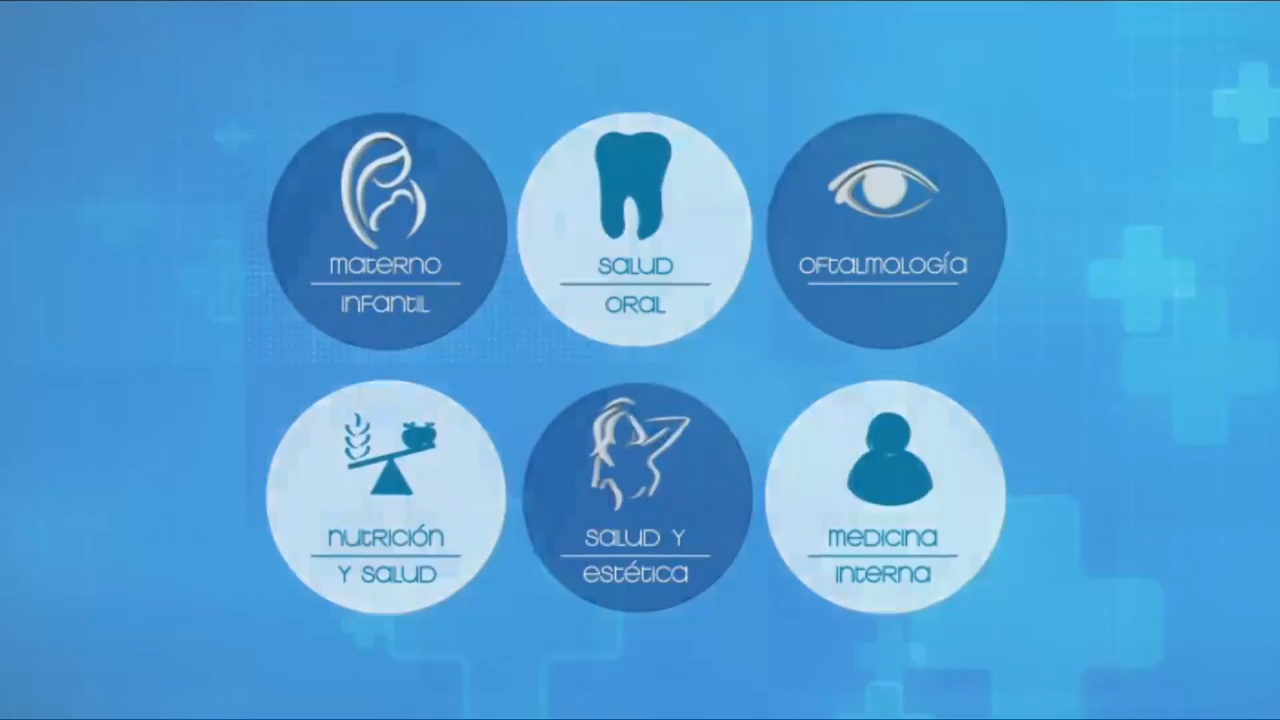 materno
infantil
salud
oral
oftalmología
nutrición
y salud
salud y
estética
medicina
interna